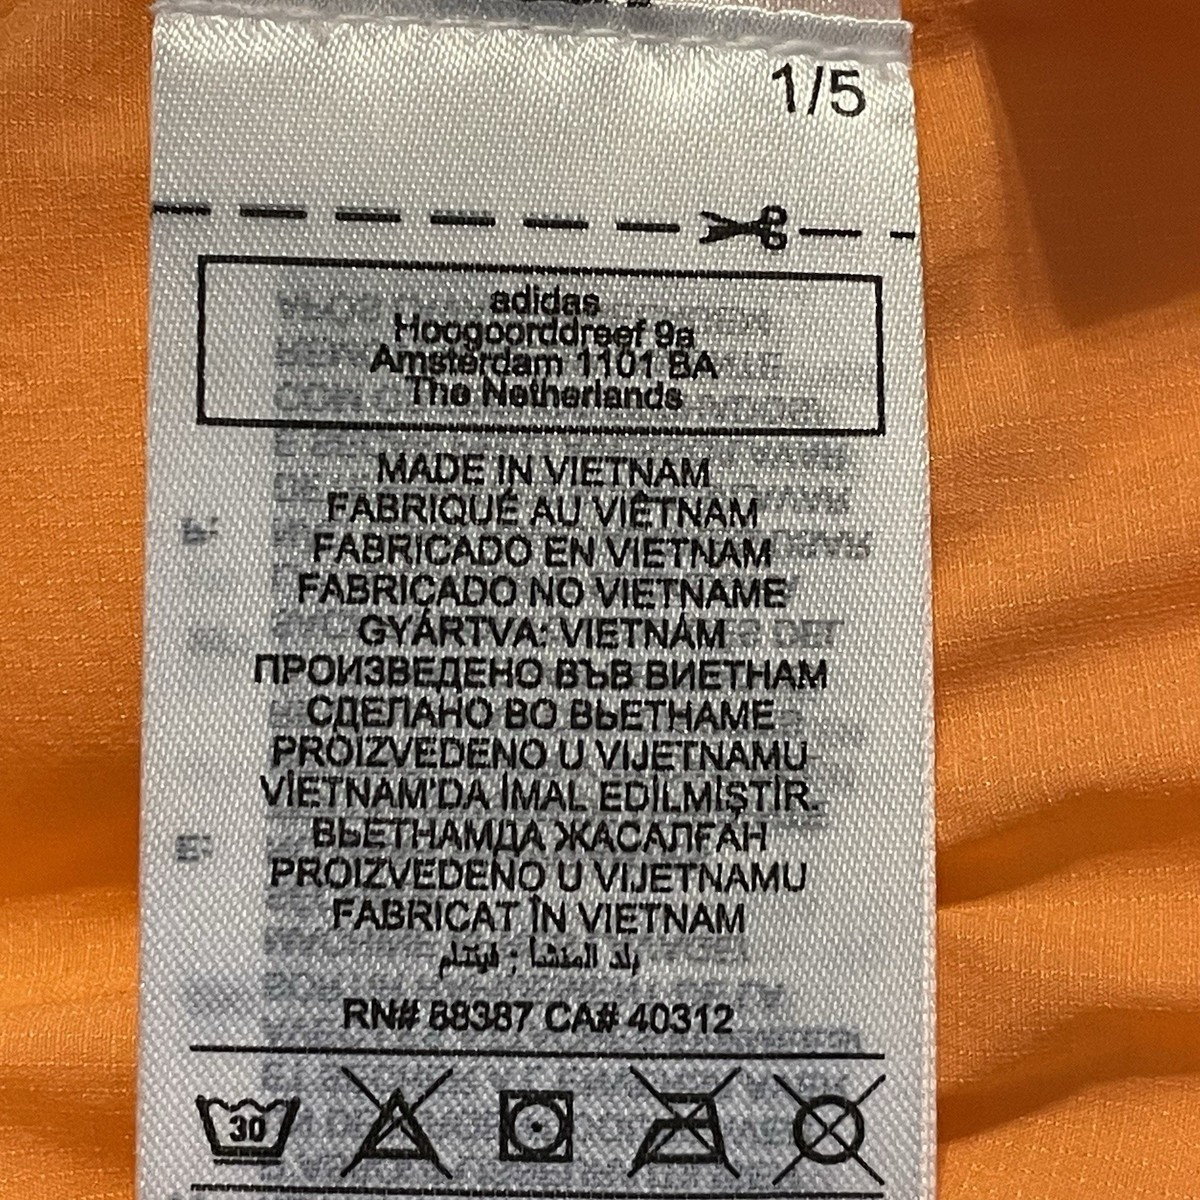 1/5
adidas
Hoogoorddreef 9a
Amsterdam 1101 BA
The Netherlands
MADE IN VIETNAM
FABRIQUÉ AU VIÊTNAM
FABRICADO EN VIETNAM
FABRICADO NO VIETNAME
GYÁRTVA: VIETNÁM
ПРОИЗВЕДЕНО ВЪВ ВИЕТНАМ
СДЕЛАНО ВО ВЬЕТНАМЕ
PROIZVEDENO U VIJETNAMU
VİETNAM'DA İMAL EDİLMİŞTİR.
ВЬЕТНАМДА ЖАСАЛҒАН
PROIZVEDENO U VIJETNAMU
FABRICAT ÎN VIETNAM
بلد المنشأ : فيتنام
RN# 88387 CA# 40312
30